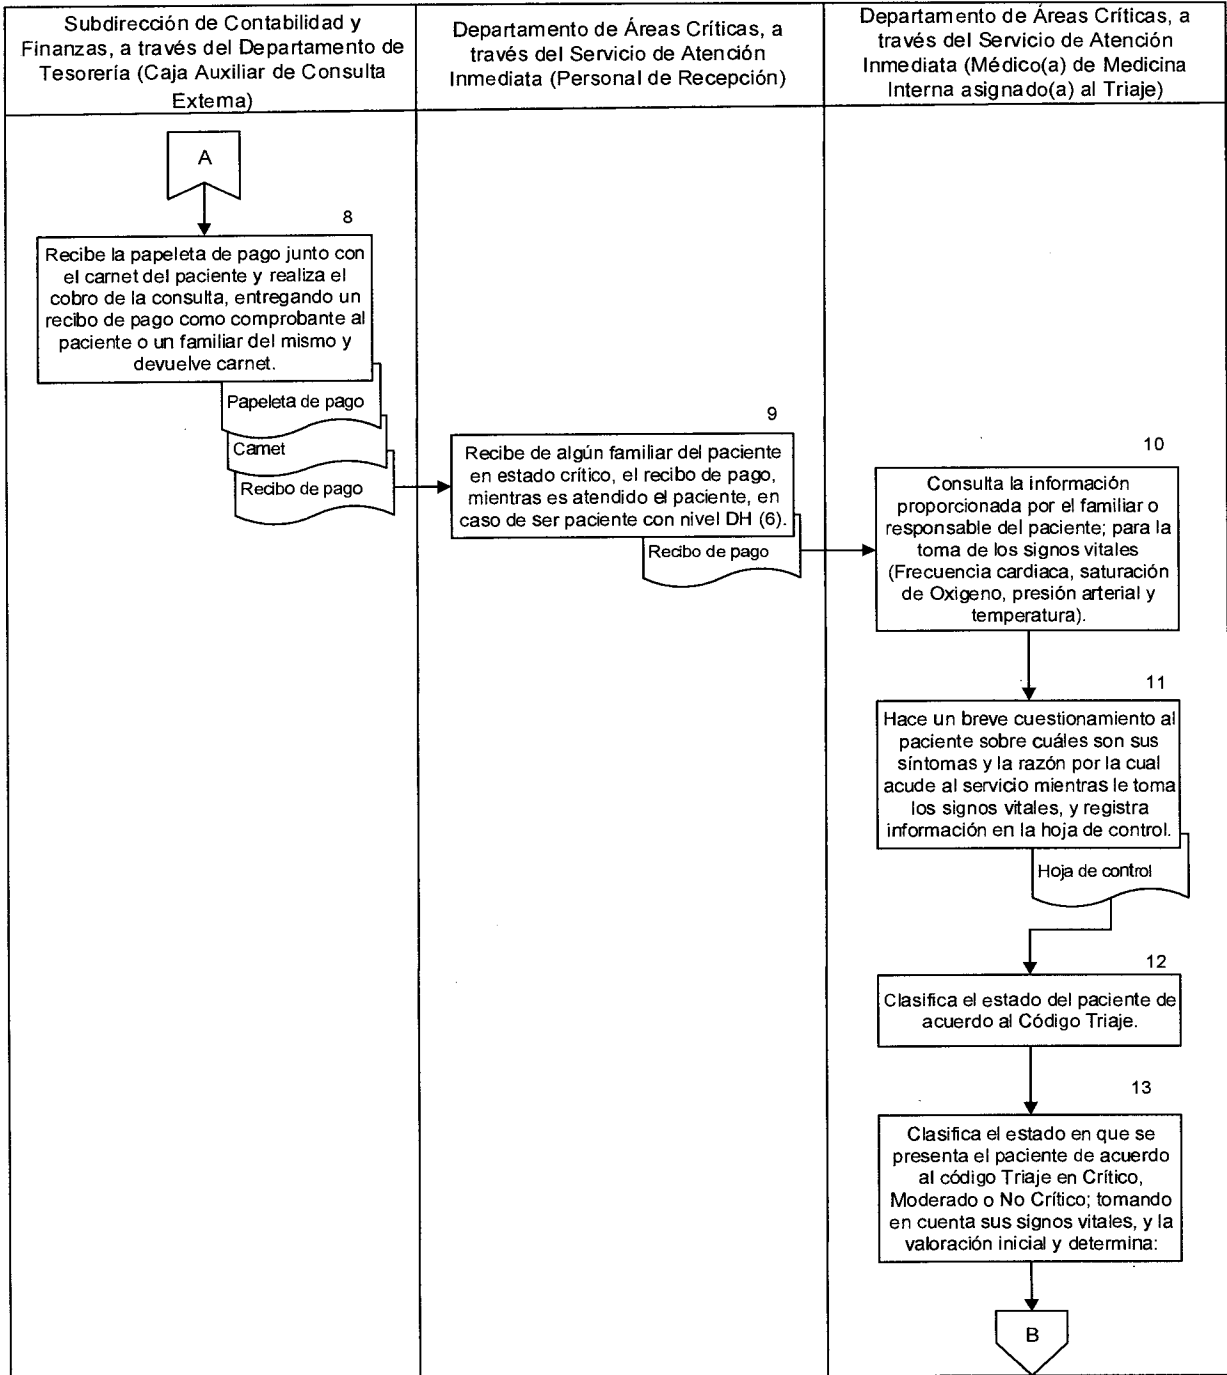 Subdirección de Contabilidad y
Finanzas, a través del Departamento de
Tesorería (Caja Auxiliar de Consulta
Externa)
Departamento de Áreas Críticas, a
través del Servicio de Atención
Inmediata (Personal de Recepción)
Departamento de Áreas Críticas, a
través del Servicio de Atención
Inmediata (Médico(a) de Medicina
Interna asignado(a) al Triaje)
A
8
Recibe la papeleta de pago junto con
el carnet del paciente y realiza el
cobro de la consulta, entregando un
recibo de pago como comprobante al
paciente o un familiar del mismo y
devuelve carnet.
Papeleta de pago
Carnet
Recibo de pago
9
Recibe de algún familiar del paciente
en estado crítico, el recibo de pago,
mientras es atendido el paciente, en
caso de ser paciente con nivel DH (6).
Recibo de pago
10
Consulta la información
proporcionada por el familiar o
responsable del paciente; para la
toma de los signos vitales
(Frecuencia cardiaca, saturación
de Oxigeno, presión arterial y
temperatura).
11
Hace un breve cuestionamiento al
paciente sobre cuáles son sus
síntomas y la razón por la cual
acude al servicio mientras le toma
los signos vitales, y registra
información en la hoja de control.
Hoja de control
12
Clasifica el estado del paciente de
acuerdo al Código Triaje.
13
Clasifica el estado en que se
presenta el paciente de acuerdo
al código Triaje en Crítico,
Moderado o No Crítico; tomando
en cuenta sus signos vitales, y la
valoración inicial y determina:
B